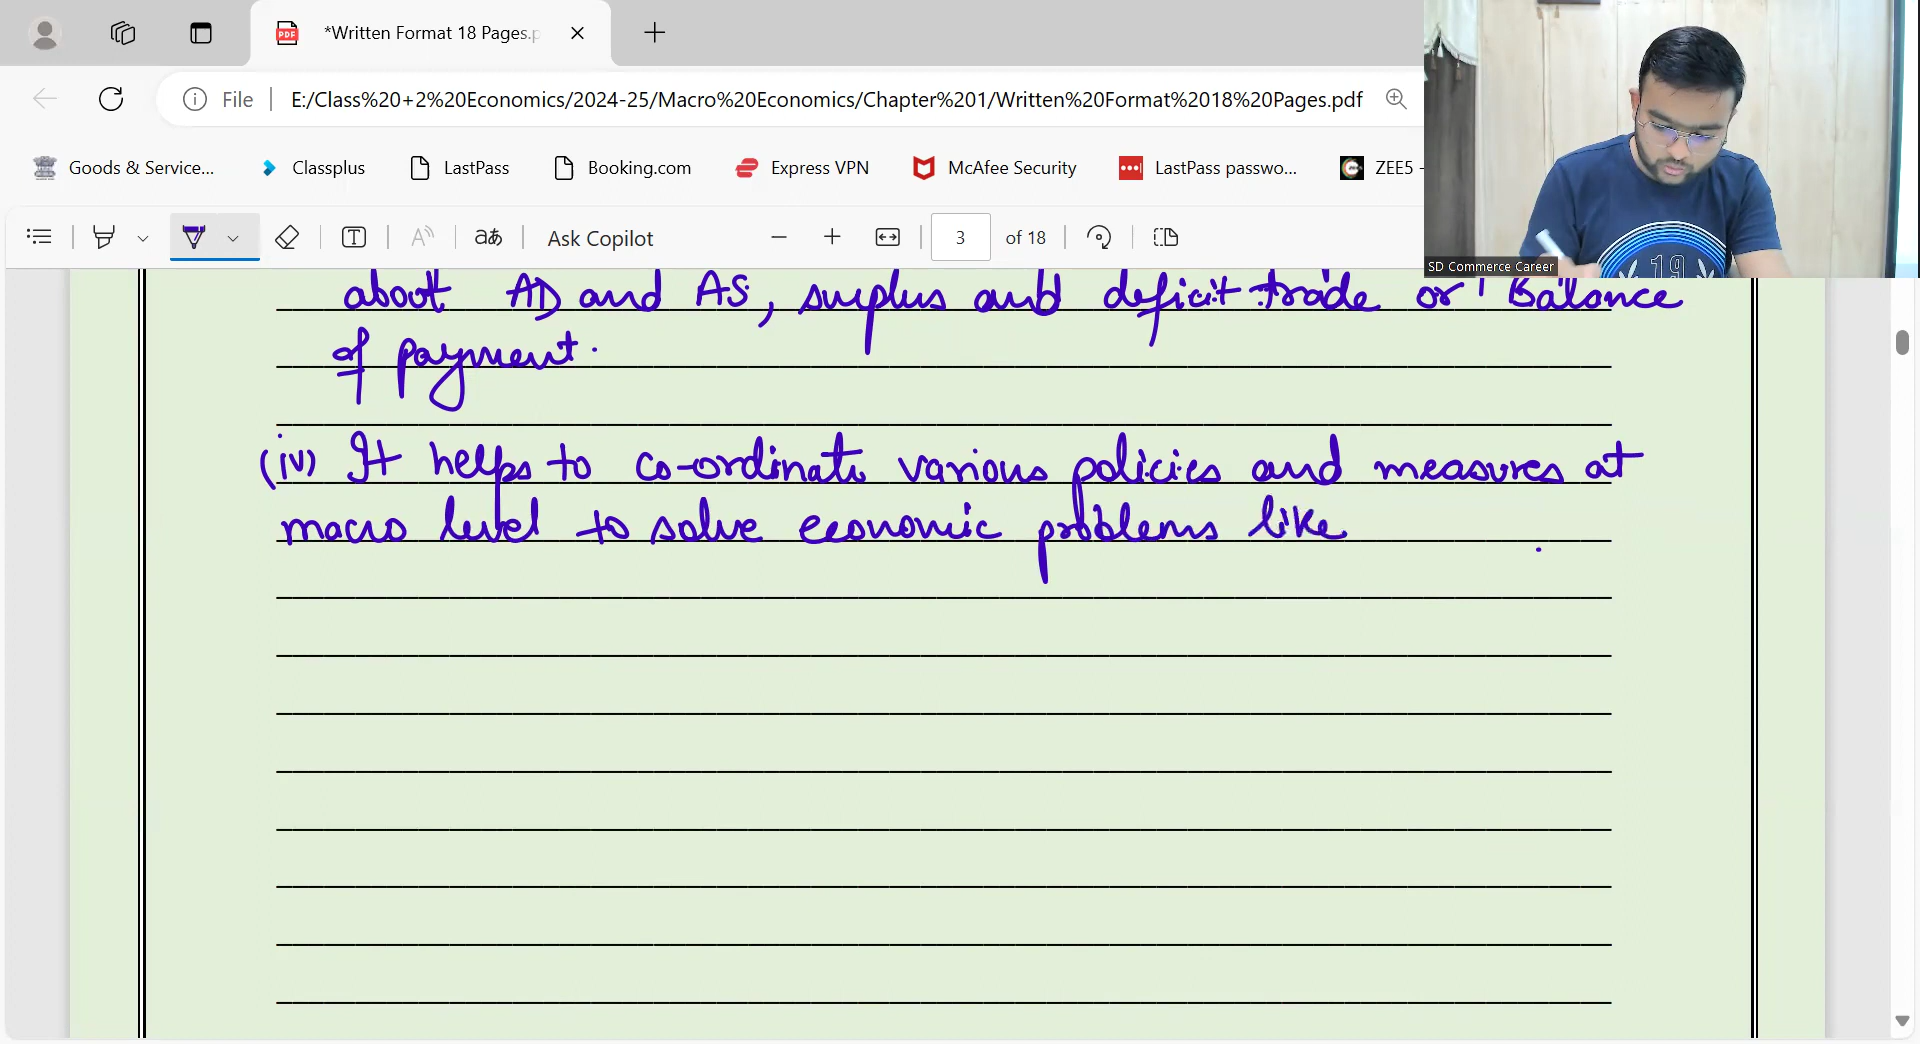 *Written Format 18 Pages.p
File
E:/Class%20+2%20Economics/2024-25/Macro%20Economics/Chapter%201/Written%20Format%2018%20Pages.pdf
Goods & Service...
Classplus
LastPass
Booking.com
Express VPN
McAfee Security
LastPass passwo...
ZEE5 -
Ask Copilot
3 of 18
SD Commerce Career
19
about AD and AS, surplus and deficit trade or Balance
of payment.
(iv) It helps to co-ordinate various policies and measures at
macro level to solve economic problems like